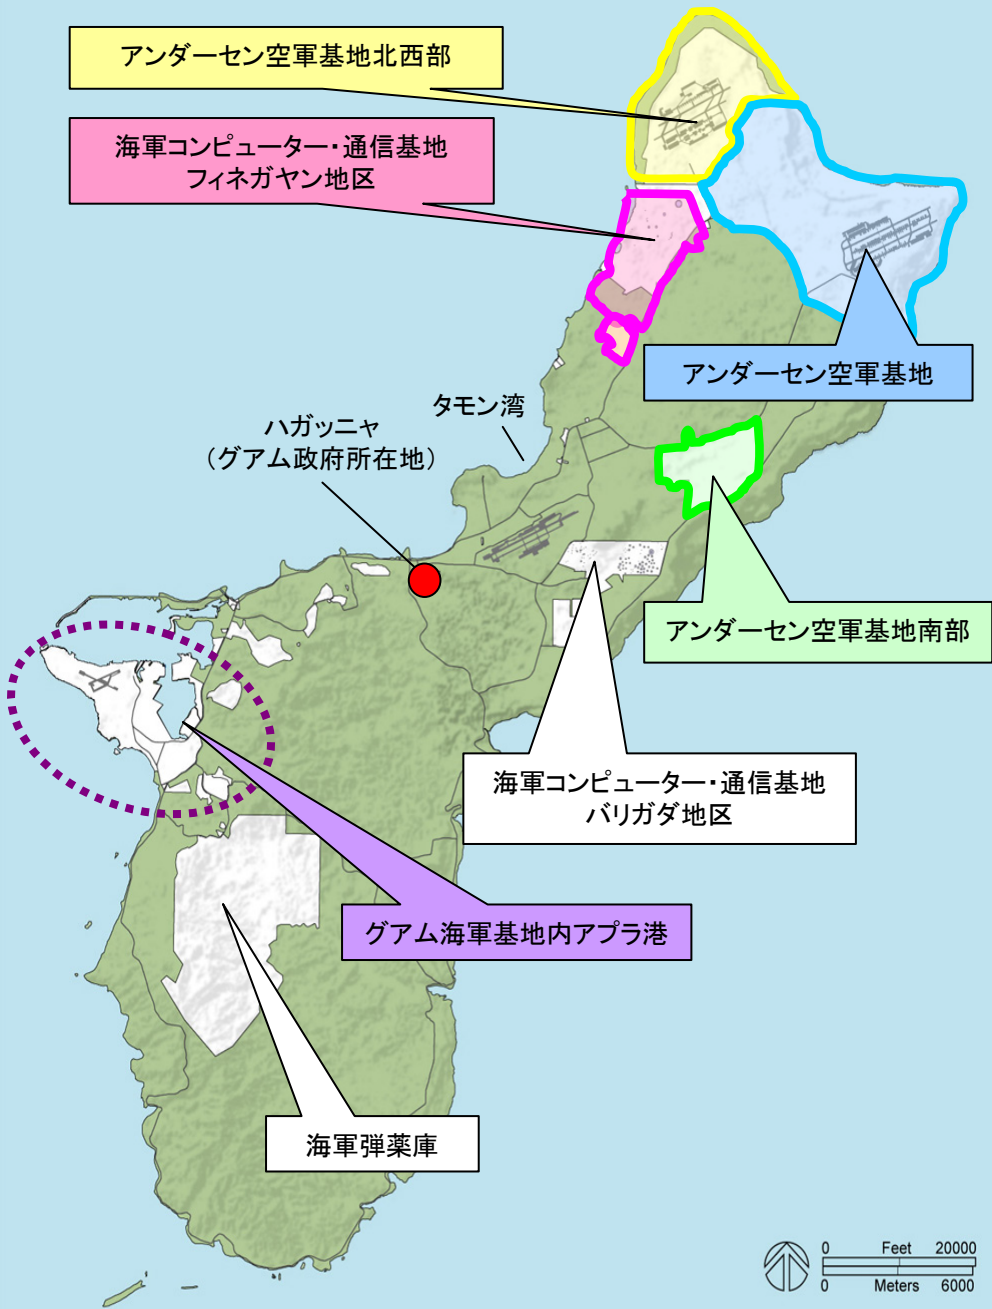 アンダーセン空軍基地北西部
海軍コンピューター・通信基地
フィネガヤン地区
アンダーセン空軍基地
タモン湾
ハガッニャ
（グアム政府所在地）
アンダーセン空軍基地南部
海軍コンピューター・通信基地
バリガダ地区
グアム海軍基地内アプラ港
海軍弾薬庫
0 Feet 20000
0 Meters 6000